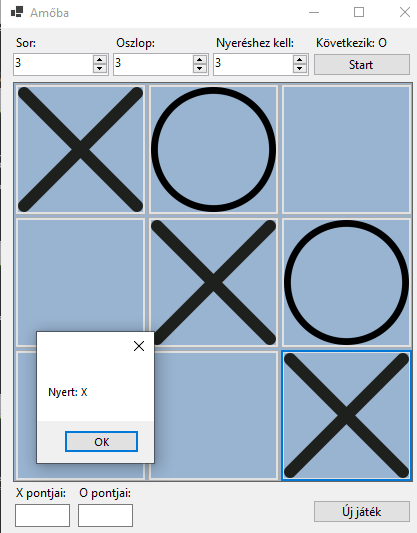 Amőba
Sor: Oszlop: Nyeréshez kell: Következik: O
3 3 3 Start
Nyert: X
OK
X pontjai: O pontjai:
Új játék